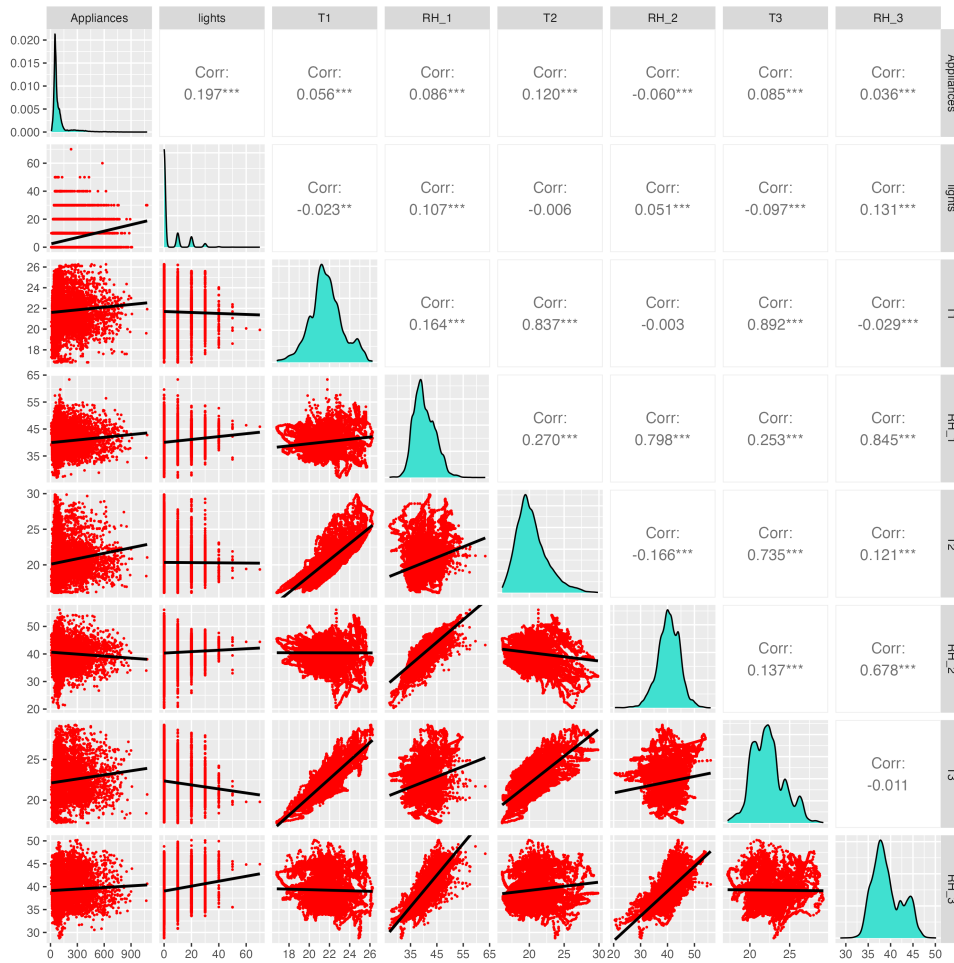 Appliances lights T1 RH_1 T2 RH_2 T3 RH_3
0.020
0.015
0.010
0.005
0.000
Corr: Corr: Corr: Corr: Corr: Corr: Corr:
0.197*** 0.056*** 0.086*** 0.120*** -0.060*** 0.085*** 0.036***
Appliances
60
40
20
0
Corr: Corr: Corr: Corr: Corr: Corr:
-0.023** 0.107*** -0.006 0.051*** -0.097*** 0.131***
lights
26
24
22
20
18
Corr: Corr: Corr: Corr: Corr:
0.164*** 0.837*** -0.003 0.892*** -0.029***
T1
65
55
45
35
Corr: Corr: Corr: Corr:
0.270*** 0.798*** 0.253*** 0.845***
RH_1
30
25
20
Corr: Corr: Corr:
-0.166*** 0.735*** 0.121***
T2
50
40
30
20
Corr: Corr:
0.137*** 0.678***
RH_2
25
20
Corr:
-0.011
T3
50
45
40
35
30
RH_3
0 300 600 900 0 20 40 60 18 20 22 24 26 35 45 55 65 20 25 30 20 30 40 50 20 25 30 35 40 45 50